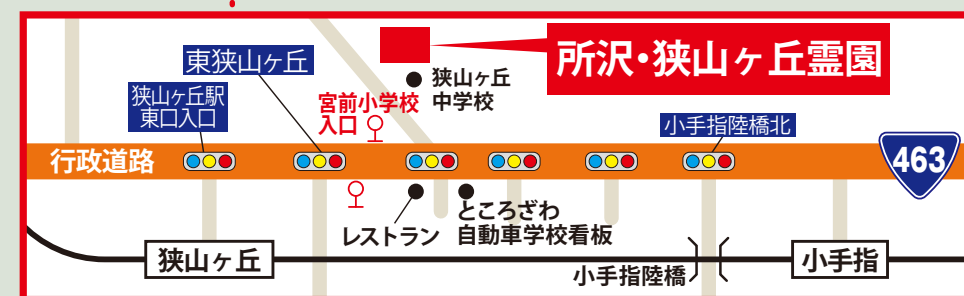 所沢・狭山ヶ丘霊園
東狭山ヶ丘
狭山ヶ丘
中学校
狭山ヶ丘駅
東口入口
宮前小学校
入口
小手指陸橋北
行政道路
463
レストラン
ところざわ
自動車学校看板
狭山ヶ丘
小手指陸橋
小手指